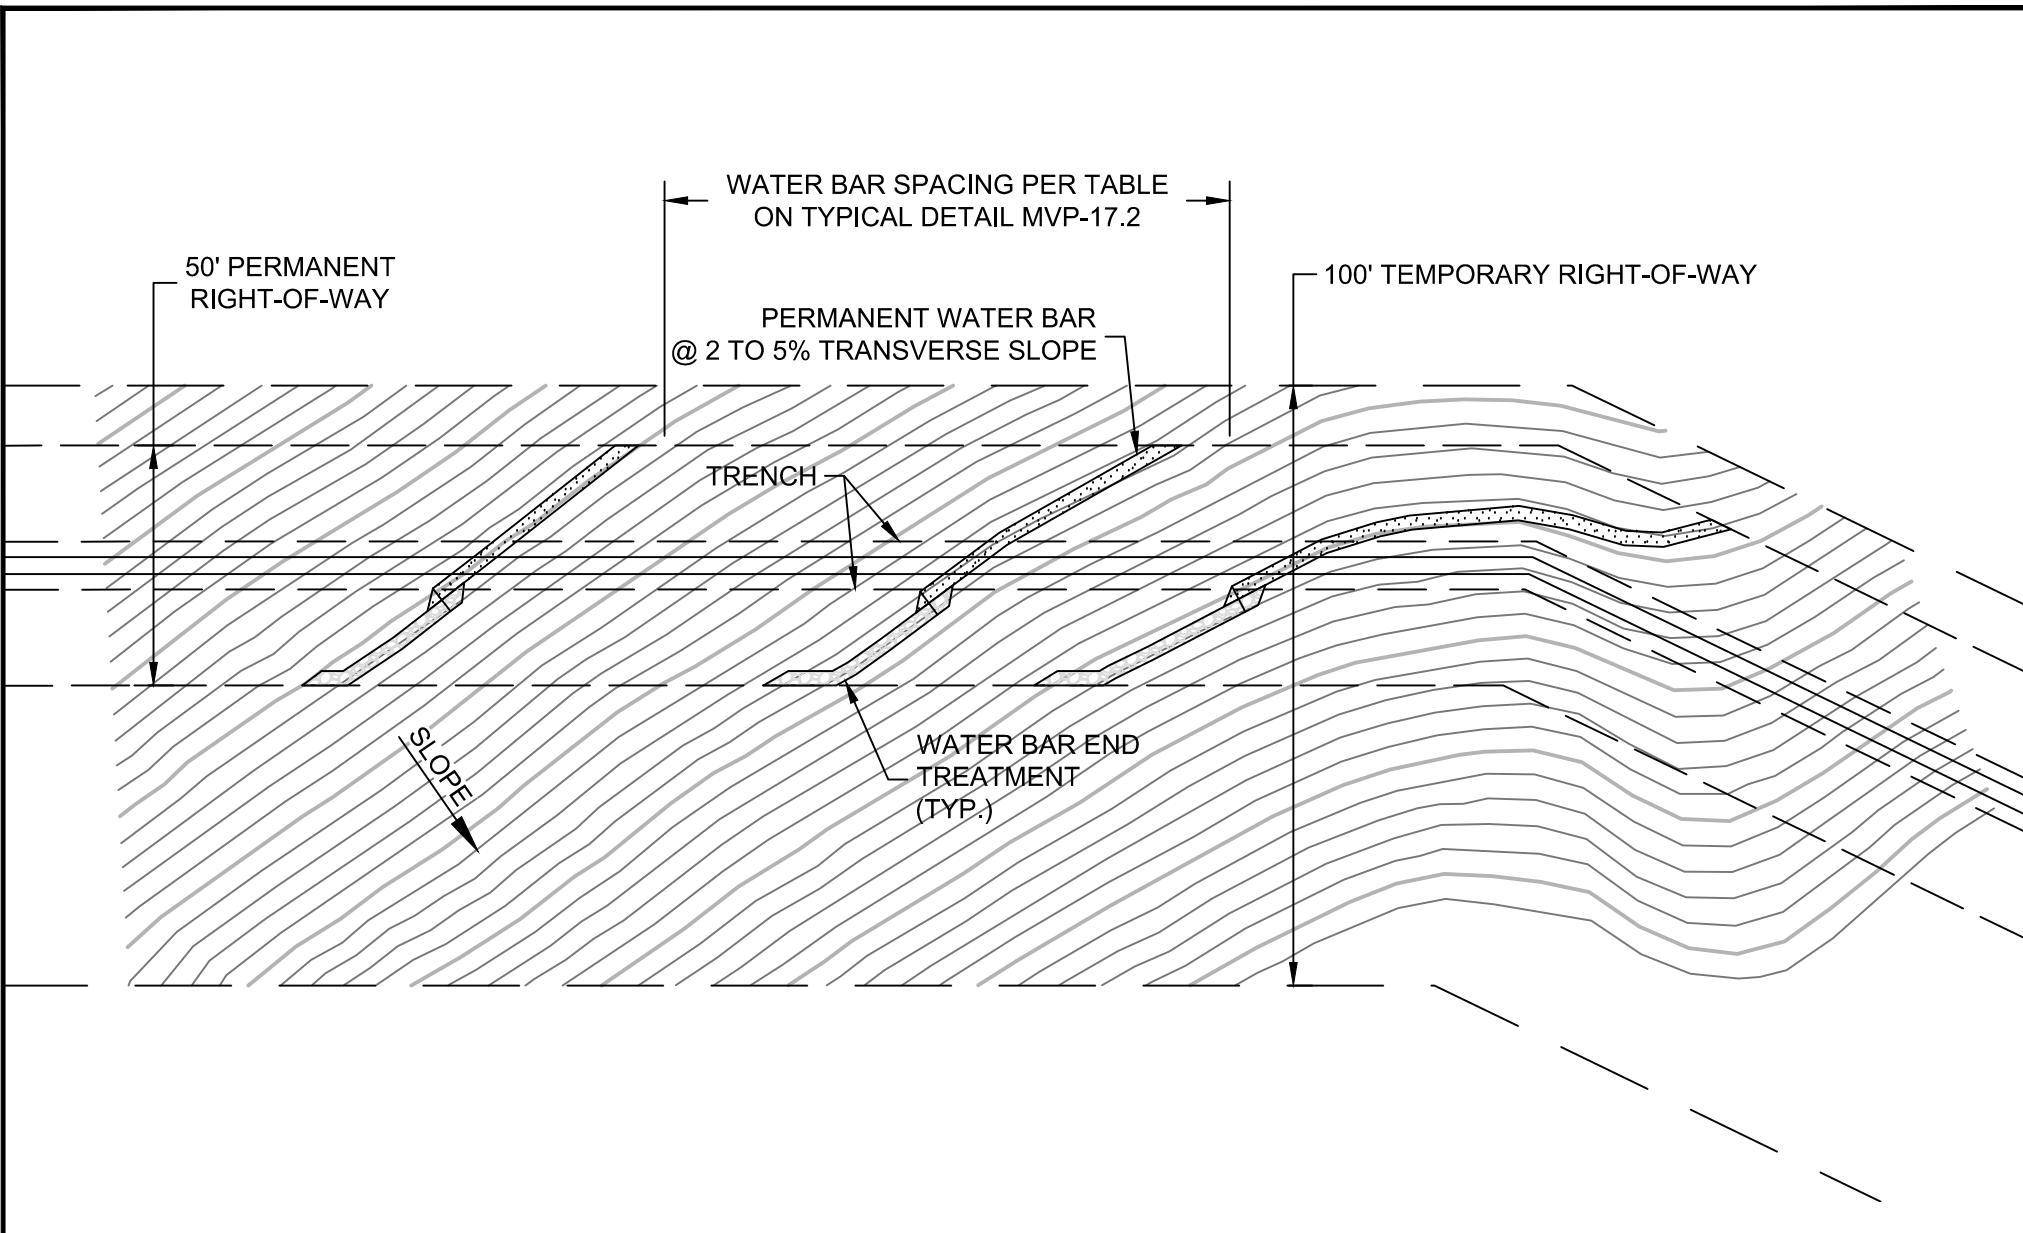 WATER BAR SPACING PER TABLE
ON TYPICAL DETAIL MVP-17.2
50' PERMANENT
RIGHT-OF-WAY
100' TEMPORARY RIGHT-OF-WAY
PERMANENT WATER BAR
@ 2 TO 5% TRANSVERSE SLOPE
TRENCH
SLOPE
WATER BAR END
TREATMENT
(TYP.)